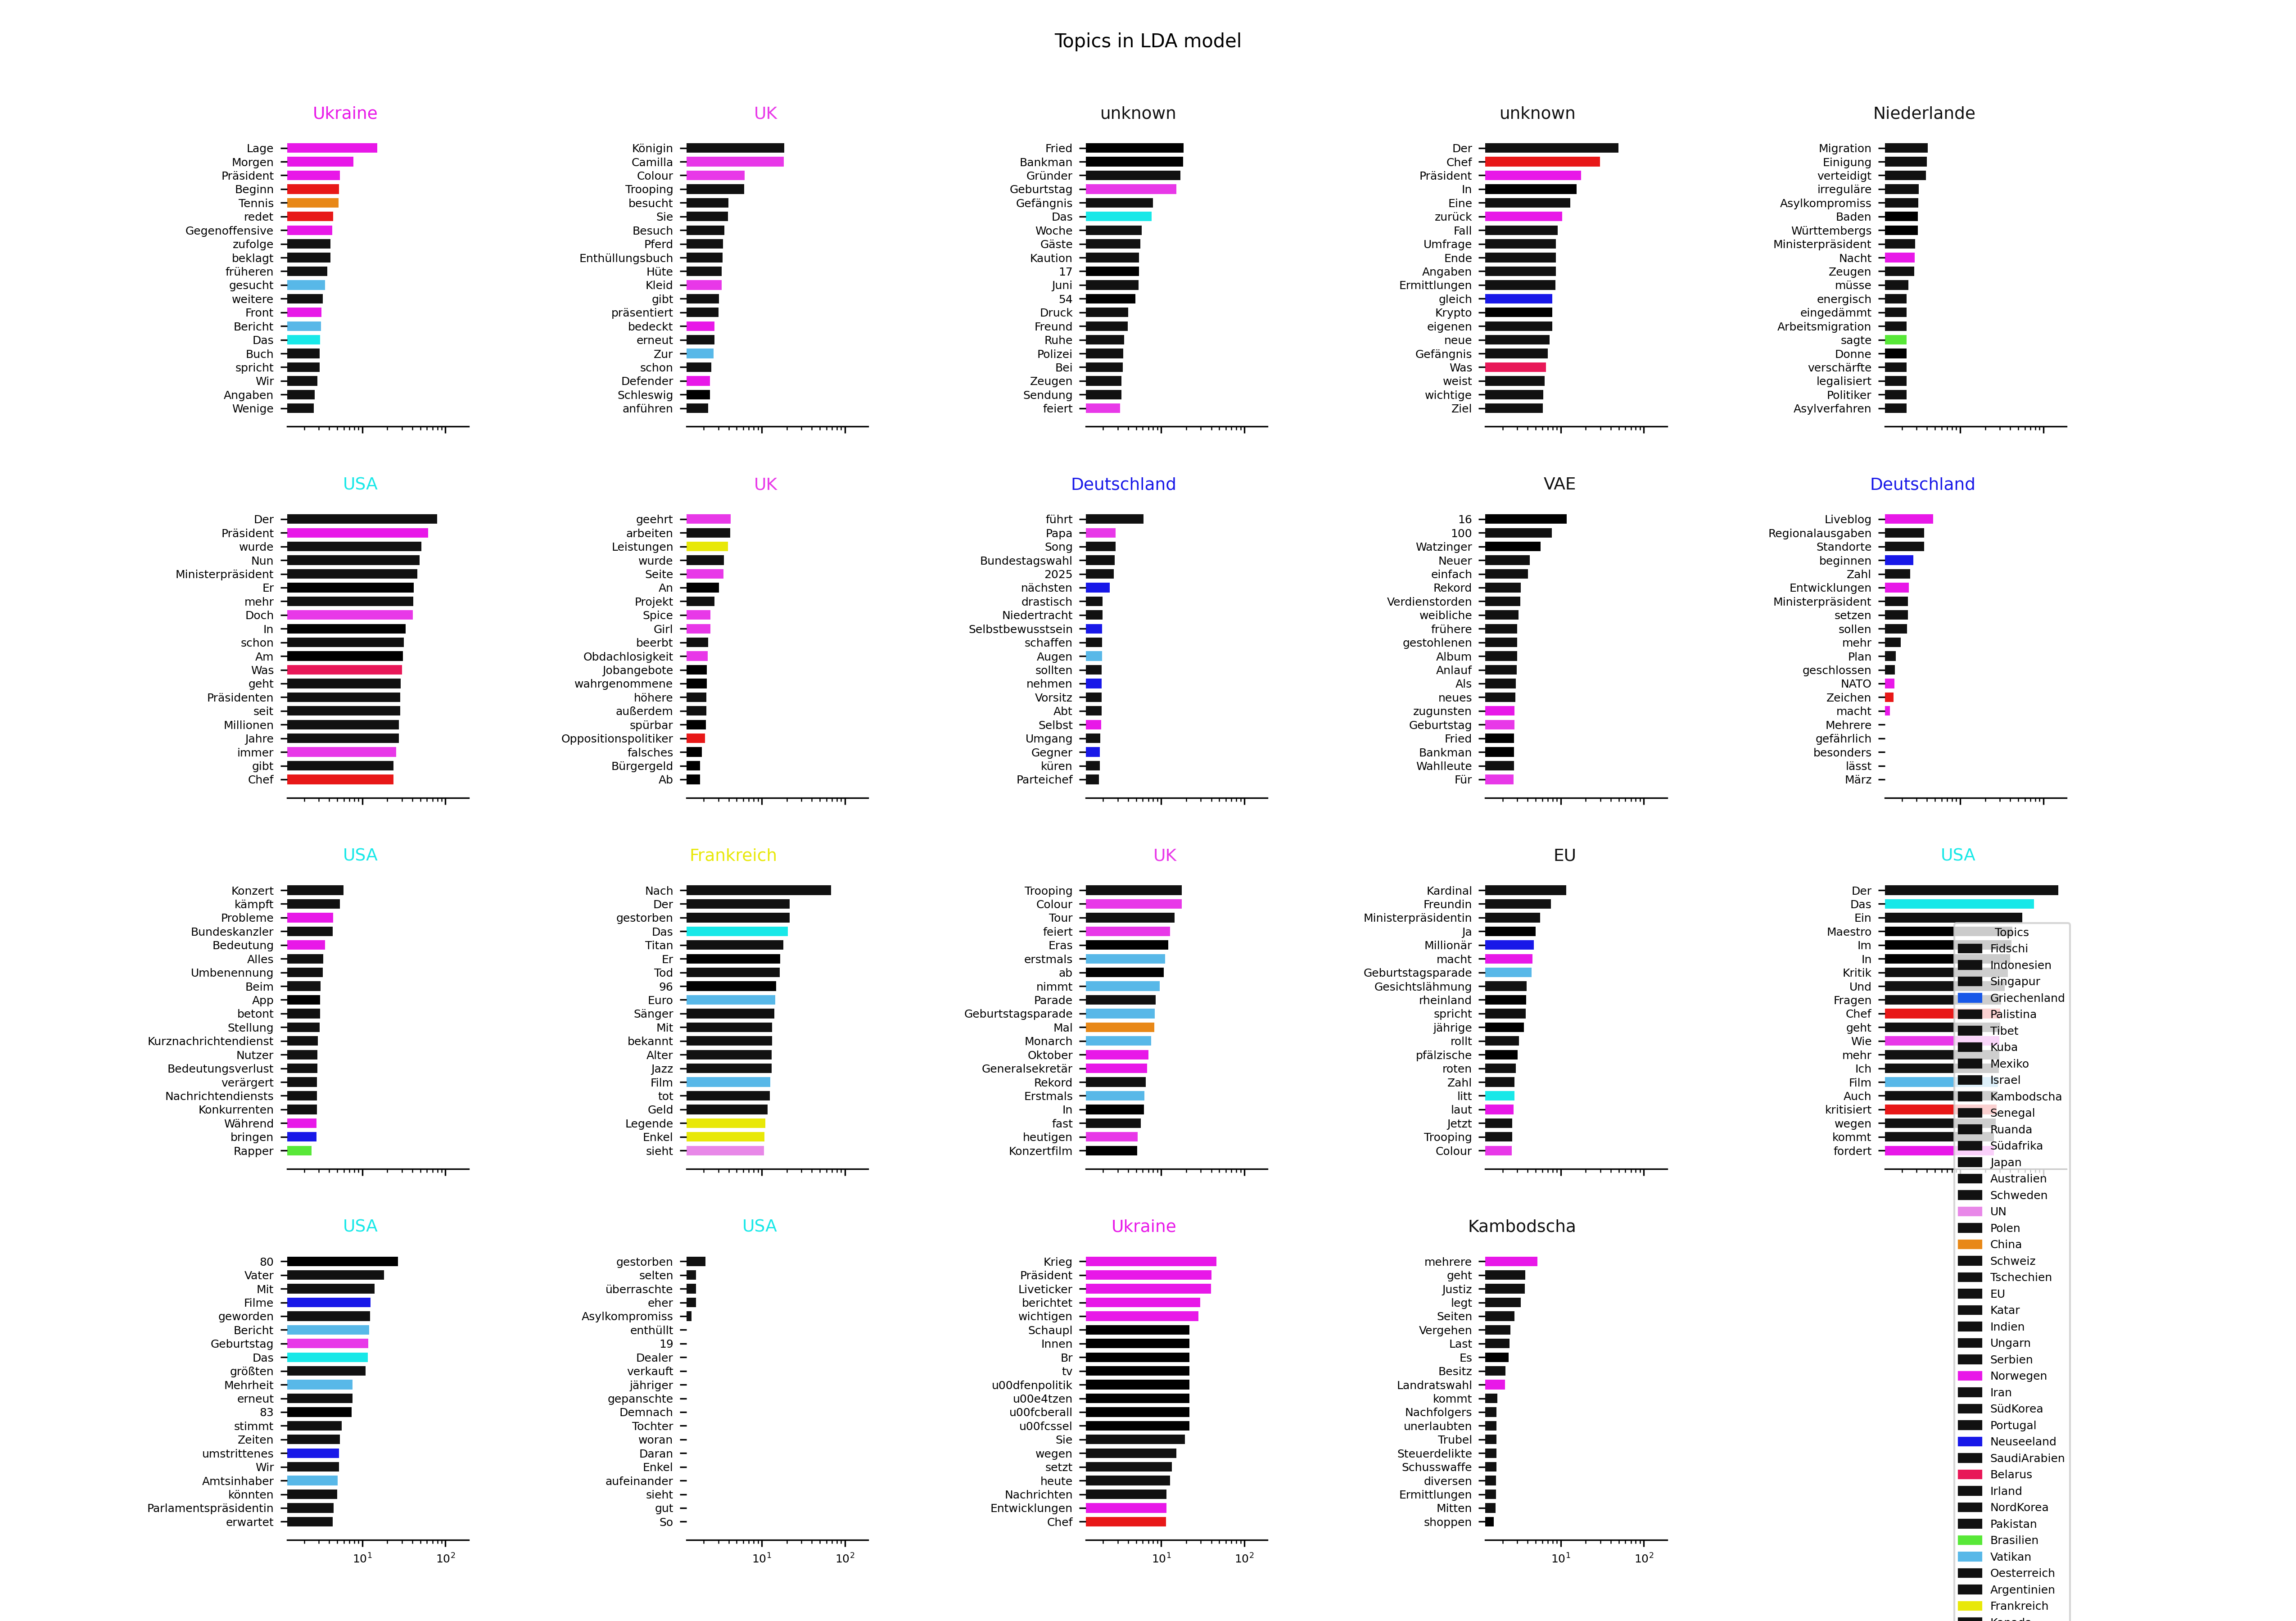 Topics in LDA model
Ukraine
Lage
Morgen
Präsident
Beginn
Tennis
redet
Gegenoffensive
zufolge
beklagt
früheren
gesucht
weitere
Front
Bericht
Das
Buch
spricht
Wir
Angaben
Wenige
UK
Königin
Camilla
Colour
Trooping
besucht
Sie
Besuch
Pferd
Enthüllungsbuch
Hüte
Kleid
gibt
präsentiert
bedeckt
erneut
Zur
schon
Defender
Schleswig
anführen
unknown
Fried
Bankman
Gründer
Geburtstag
Gefängnis
Das
Woche
Gäste
Kaution
17
Juni
54
Druck
Freund
Ruhe
Polizei
Bei
Zeugen
Sendung
feiert
unknown
Der
Chef
Präsident
In
Eine
zurück
Fall
Umfrage
Ende
Angaben
Ermittlungen
gleich
Krypto
eigenen
neue
Gefängnis
Was
weist
wichtige
Ziel
Niederlande
Migration
Einigung
verteidigt
irreguläre
Asylkompromiss
Baden
Württembergs
Ministerpräsident
Nacht
Zeugen
müsse
energisch
eingedämmt
Arbeitsmigration
sagte
Donne
verschärfte
legalisiert
Politiker
Asylverfahren
USA
Der
Präsident
wurde
Nun
Ministerpräsident
Er
mehr
Doch
In
schon
Am
Was
geht
Präsidenten
seit
Millionen
Jahre
immer
gibt
Chef
UK
geehrt
arbeiten
Leistungen
wurde
Seite
An
Projekt
Spice
Girl
beerbt
Obdachlosigkeit
Jobangebote
wahrgenommene
höhere
außerdem
spürbar
Oppositionspolitiker
falsches
Bürgergeld
Ab
Deutschland
führt
Papa
Song
Bundestagswahl
2025
nächsten
drastisch
Niedertracht
Selbstbewusstsein
schaffen
Augen
sollten
nehmen
Vorsitz
Abt
Selbst
Umgang
Gegner
küren
Parteichef
VAE
16
100
Watzinger
Neuer
einfach
Rekord
Verdienstorden
weibliche
frühere
gestohlenen
Album
Anlauf
Als
neues
zugunsten
Geburtstag
Fried
Bankman
Wahlleute
Für
Deutschland
Liveblog
Regionalausgaben
Standorte
beginnen
Zahl
Entwicklungen
Ministerpräsident
setzen
sollen
mehr
Plan
geschlossen
NATO
Zeichen
macht
Mehrere
gefährlich
besonders
lässt
März
USA
Konzert
kämpft
Probleme
Bundeskanzler
Bedeutung
Alles
Umbenennung
Beim
App
betont
Stellung
Kurznachrichtendienst
Nutzer
Bedeutungsverlust
verärgert
Nachrichtendiensts
Konkurrenten
Während
bringen
Rapper
Frankreich
Nach
Der
gestorben
Das
Titan
Er
Tod
96
Euro
Sänger
Mit
bekannt
Alter
Jazz
Film
tot
Geld
Legende
Enkel
sieht
UK
Trooping
Colour
Tour
feiert
Eras
erstmals
ab
nimmt
Parade
Geburtstagsparade
Mal
Monarch
Oktober
Generalsekretär
Rekord
Erstmals
In
fast
heutigen
Konzertfilm
EU
Kardinal
Freundin
Ministerpräsidentin
Ja
Millionär
macht
Geburtstagsparade
Gesichtslähmung
rheinland
spricht
jährige
rollt
pfälzische
roten
Zahl
litt
laut
Jetzt
Trooping
Colour
USA
Der
Das
Ein
Maestro
Im
In
Kritik
Und
Fragen
Chef
geht
Wie
mehr
Ich
Film
Auch
kritisiert
wegen
kommt
fordert
USA
80
Vater
Mit
Filme
geworden
Bericht
Geburtstag
Das
größten
Mehrheit
erneut
83
stimmt
Zeiten
umstrittenes
Wir
Amtsinhaber
könnten
Parlamentspräsidentin
erwartet
10^1 10^2
USA
gestorben
selten
überraschte
eher
Asylkompromiss
enthüllt
19
Dealer
verkauft
jähriger
gepanschte
Demnach
Tochter
woran
Daran
Enkel
aufeinander
sieht
gut
So
10^1 10^2
Ukraine
Krieg
Präsident
Liveticker
berichtet
wichtigen
Schaupl
Innen
Br
tv
u00dfenpolitik
u00e4tzen
u00fcberall
u00fcssel
Sie
wegen
setzt
heute
Nachrichten
Entwicklungen
Chef
10^1 10^2
Kambodscha
mehrere
geht
Justiz
legt
Seiten
Vergehen
Last
Es
Besitz
Landratswahl
kommt
Nachfolgers
unerlaubten
Trubel
Steuerdelikte
Schusswaffe
diversen
Ermittlungen
Mitten
shoppen
10^1 10^2
Topics
Fidschi
Indonesien
Singapur
Griechenland
Palistina
Tibet
Kuba
Mexiko
Israel
Kambodscha
Senegal
Ruanda
Südafrika
Japan
Australien
Schweden
UN
Polen
China
Schweiz
Tschechien
EU
Katar
Indien
Ungarn
Serbien
Norwegen
Iran
SüdKorea
Portugal
Neuseeland
SaudiArabien
Belarus
Irland
NordKorea
Pakistan
Brasilien
Vatikan
Oesterreich
Argentinien
Frankreich